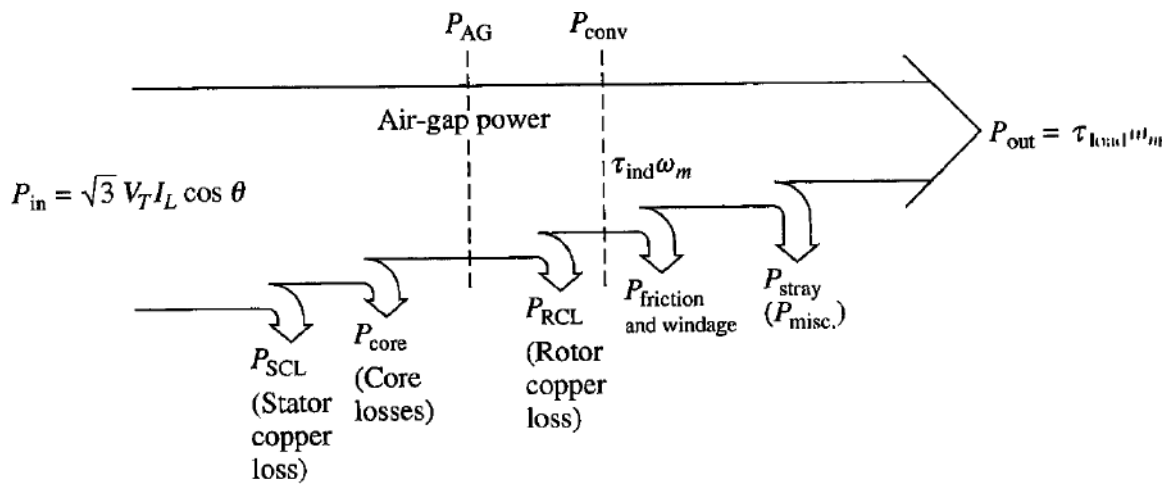 P_AG
P_conv
Air-gap power
P_out = τ_load ω_m
τ_ind ω_m
P_in = √3 V_T I_L cos θ
P_SCL
(Stator
copper
loss)
P_core
(Core
losses)
P_RCL
(Rotor
copper
loss)
P_friction
and windage
P_stray
(P_misc.)